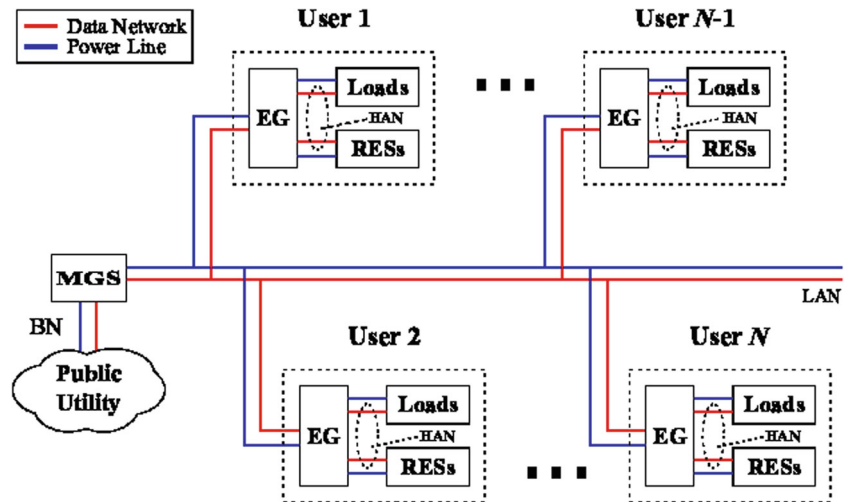 Data Network
Power Line
User 1
User N-1
EG
Loads
HAN
RESs
EG
Loads
HAN
RESs
MGS
LAN
BN
Public
Utility
User 2
User N
EG
Loads
HAN
RESs
EG
Loads
HAN
RESs